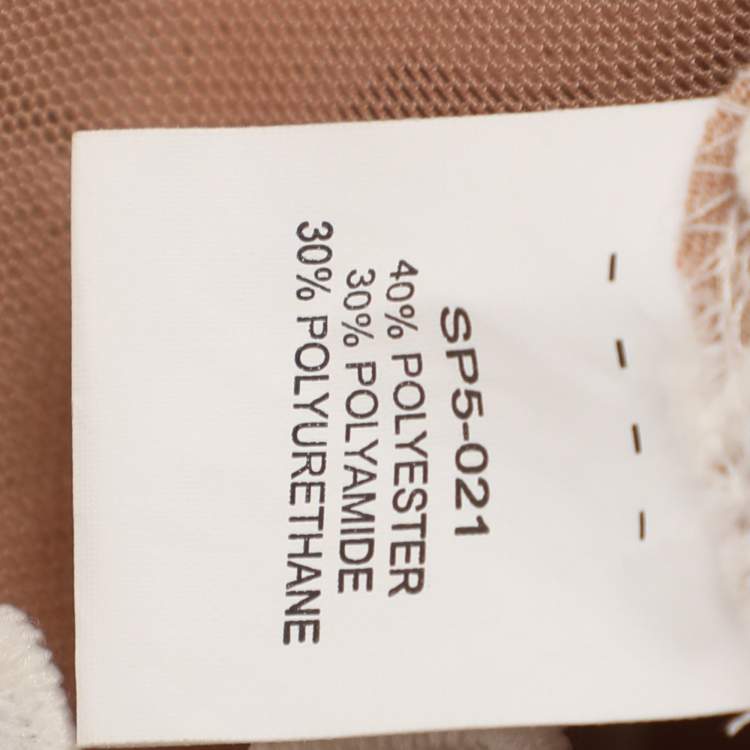 SP5-021
40% POLYESTER
30% POLYAMIDE
30% POLYURETHANE